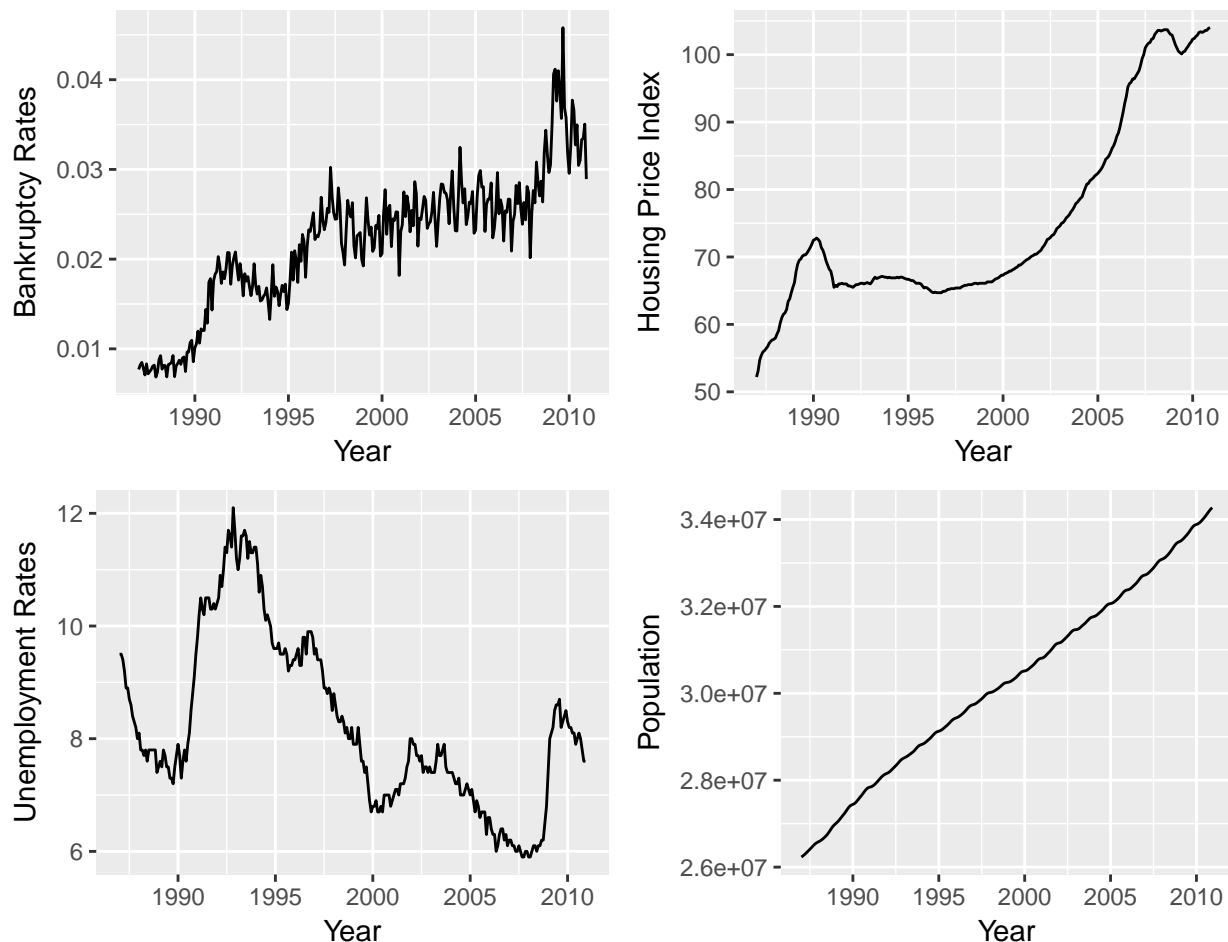 Bankruptcy Rates
0.04
0.03
0.02
0.01
1990 1995 2000 2005 2010
Year
Housing Price Index
100
90
80
70
60
50
1990 1995 2000 2005 2010
Year
Unemployment Rates
12
10
8
6
1990 1995 2000 2005 2010
Year
Population
3.4e+07
3.2e+07
3.0e+07
2.8e+07
2.6e+07
1990 1995 2000 2005 2010
Year